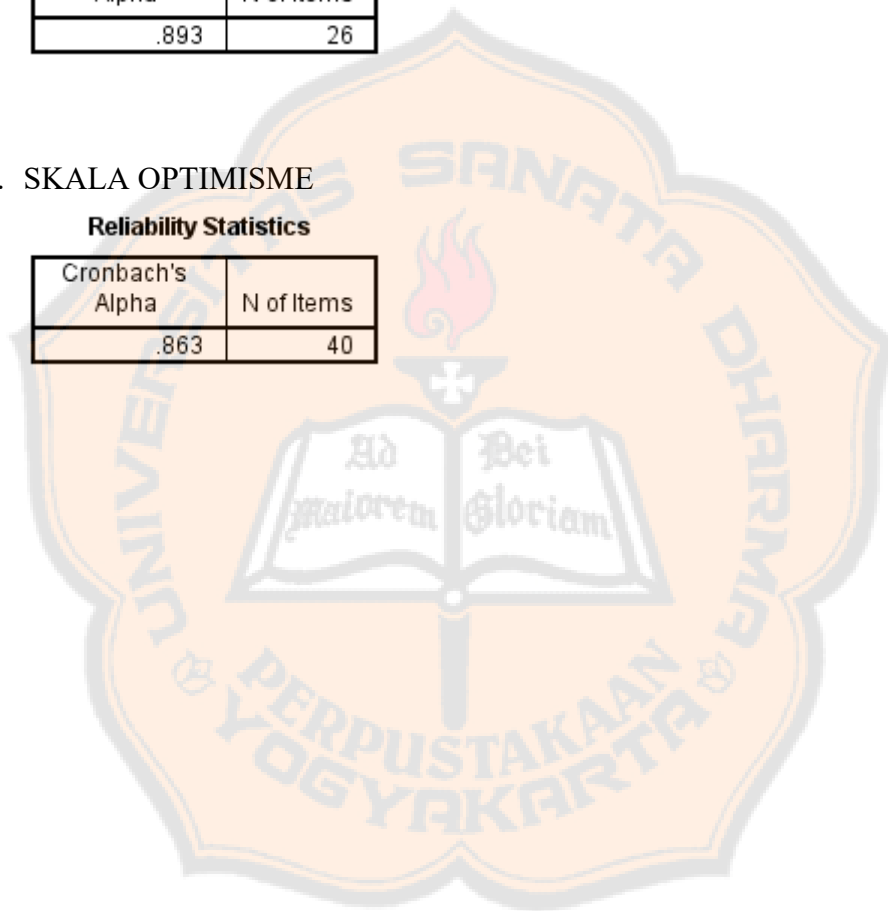 Alpha N of Items
.893 26
. SKALA OPTIMISME
Reliability Statistics
Cronbach's
Alpha N of Items
.863 40
UNIVERSITAS SANATA DHARMA
Ad Dei
Maiorem Gloriam
PERPUSTAKAAN
YOGYAKARTA